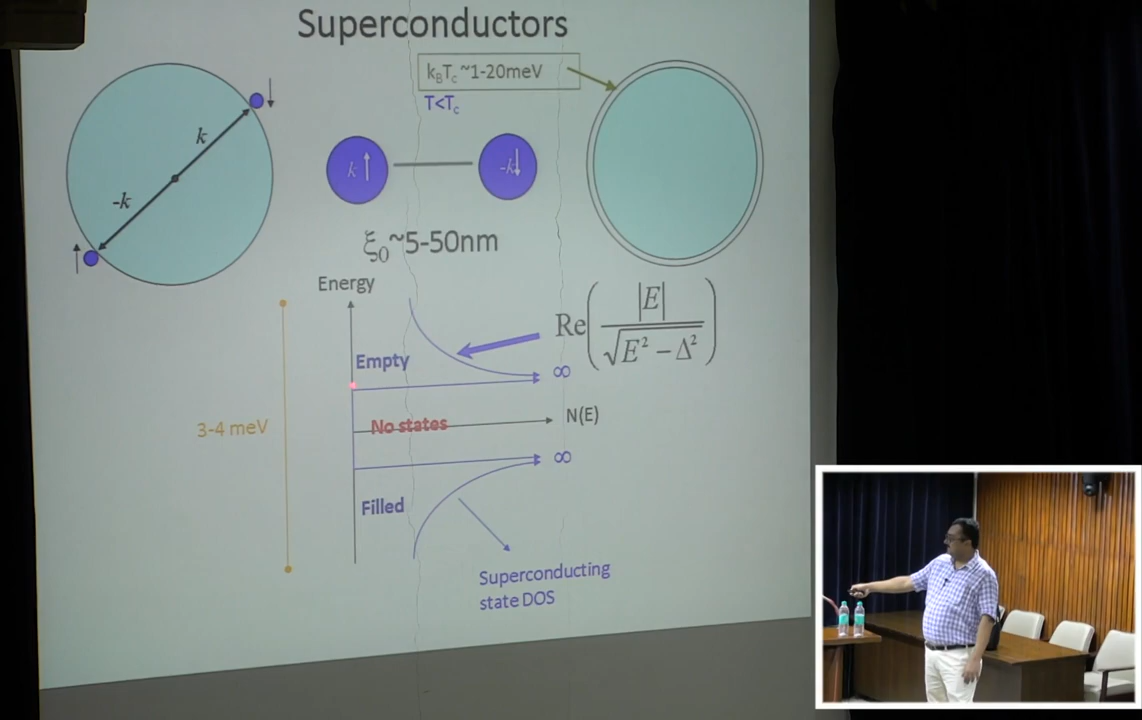 Superconductors
k_BT_c ~1-20meV
T<T_c
k
-k
k↑
-k↓
ξ₀~5-50nm
Energy
Re(|E| / √(E² − Δ²))
Empty
∞
No states
N(E)
3-4 meV
∞
Filled
Superconducting
state DOS